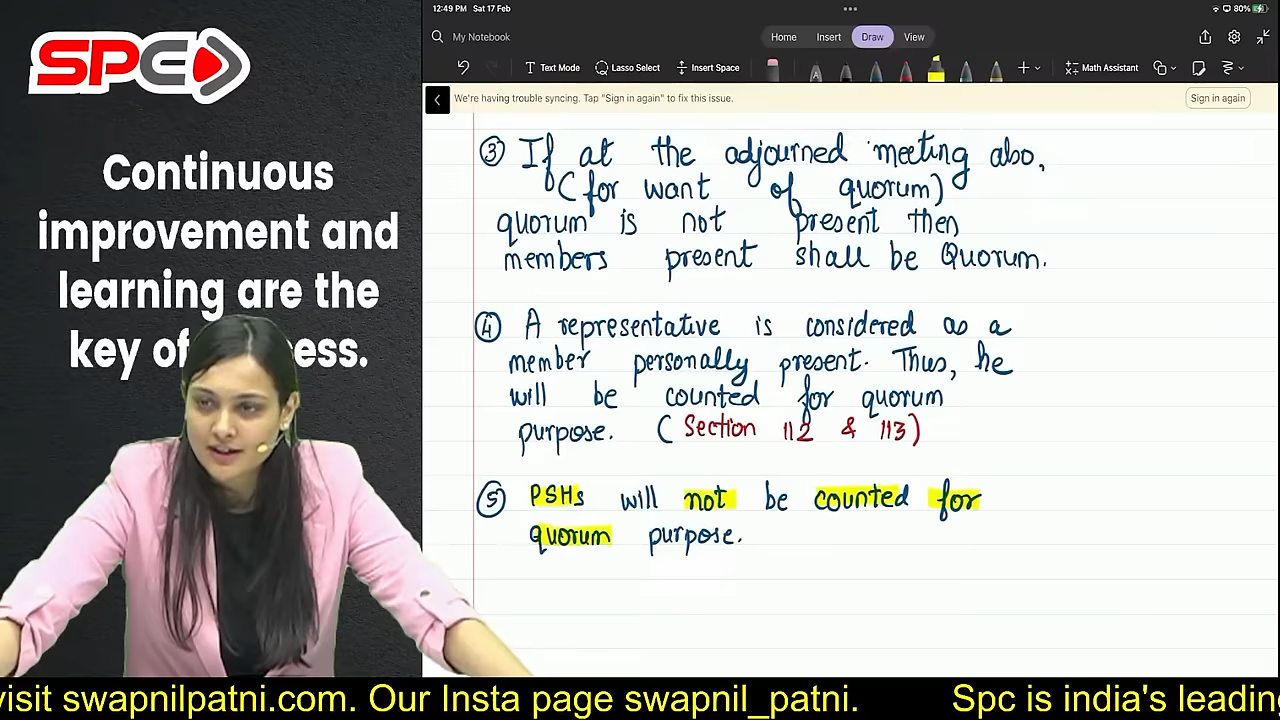 SPC
Continuous
improvement and
learning are the
key of ess.
12:49 PM Sat 17 Feb
80%
My Notebook
Home Insert Draw View
Text Mode Lasso Select Insert Space Math Assistant
We're having trouble syncing. Tap "Sign in again" to fix this issue.
Sign in again
③ If at the adjourned meeting also,
(for want of quorum)
quorum is not present then
members present shall be Quorum.
④ A representative is considered as a
member personally present. Thus, he
will be counted for quorum
purpose. (Section 112 & 113)
⑤ PSHs will not be counted for
quorum purpose.
visit swapnilpatni.com. Our Insta page swapnil_patni. Spc is india's leading